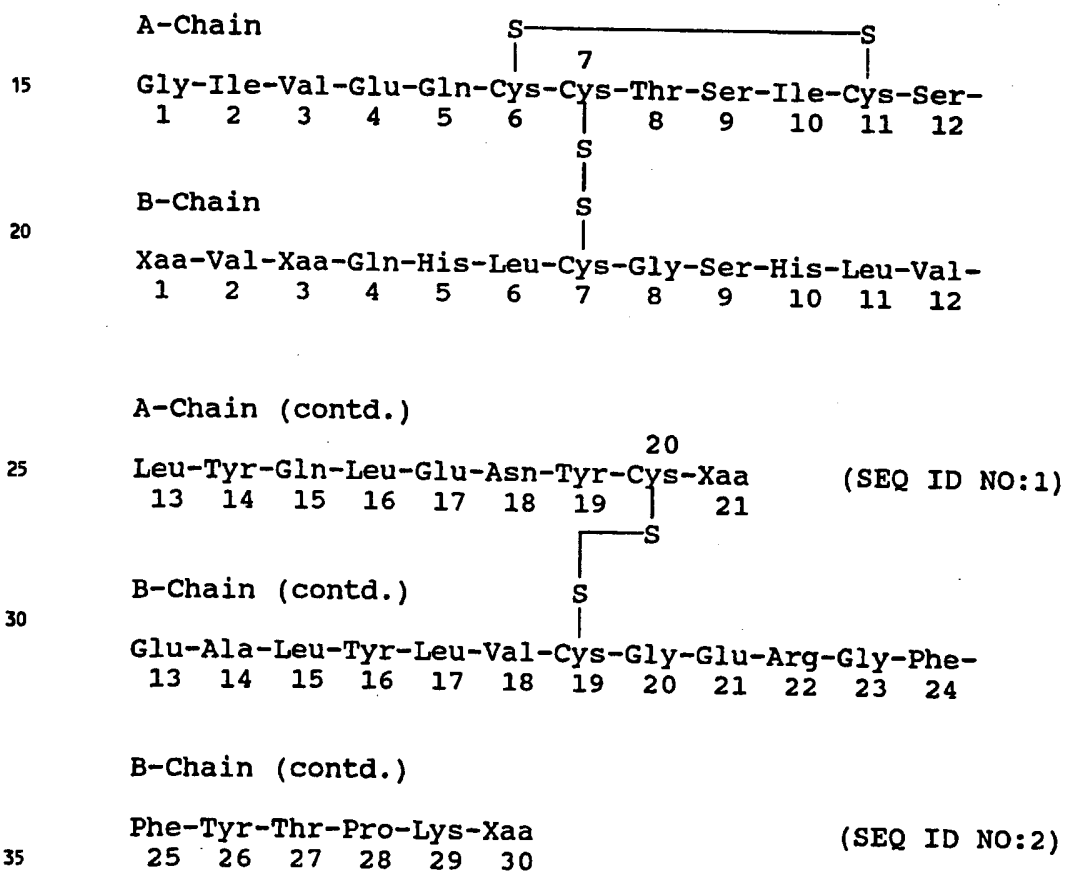 A-Chain
S S
7
15 Gly-Ile-Val-Glu-Gln-Cys-Cys-Thr-Ser-Ile-Cys-Ser-
1 2 3 4 5 6 8 9 10 11 12
S
B-Chain S
20
Xaa-Val-Xaa-Gln-His-Leu-Cys-Gly-Ser-His-Leu-Val-
1 2 3 4 5 6 7 8 9 10 11 12
A-Chain (contd.)
20
25 Leu-Tyr-Gln-Leu-Glu-Asn-Tyr-Cys-Xaa (SEQ ID NO:1)
13 14 15 16 17 18 19 21
S
B-Chain (contd.) S
30
Glu-Ala-Leu-Tyr-Leu-Val-Cys-Gly-Glu-Arg-Gly-Phe-
13 14 15 16 17 18 19 20 21 22 23 24
B-Chain (contd.)
Phe-Tyr-Thr-Pro-Lys-Xaa (SEQ ID NO:2)
35 25 26 27 28 29 30